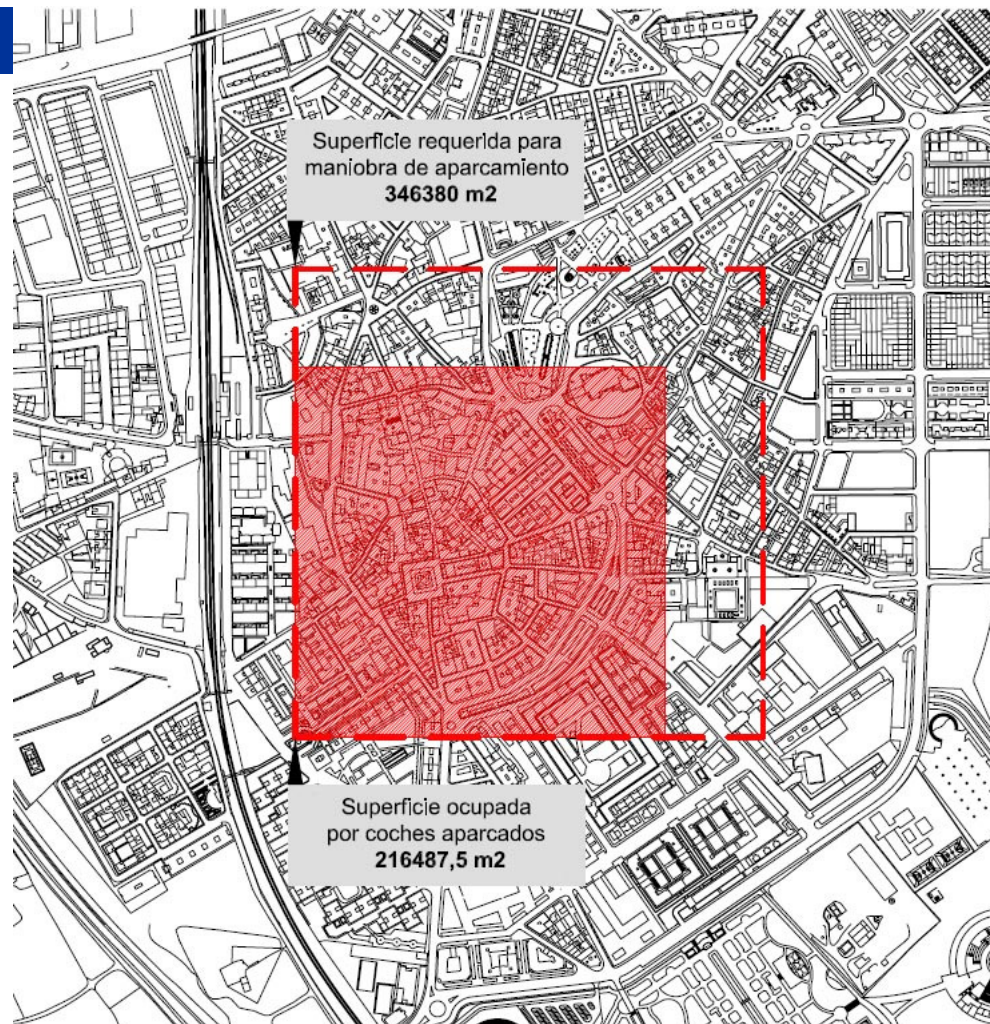 Superficie requerida para
maniobra de aparcamiento
346380 m2
Superficie ocupada
por coches aparcados
216487,5 m2